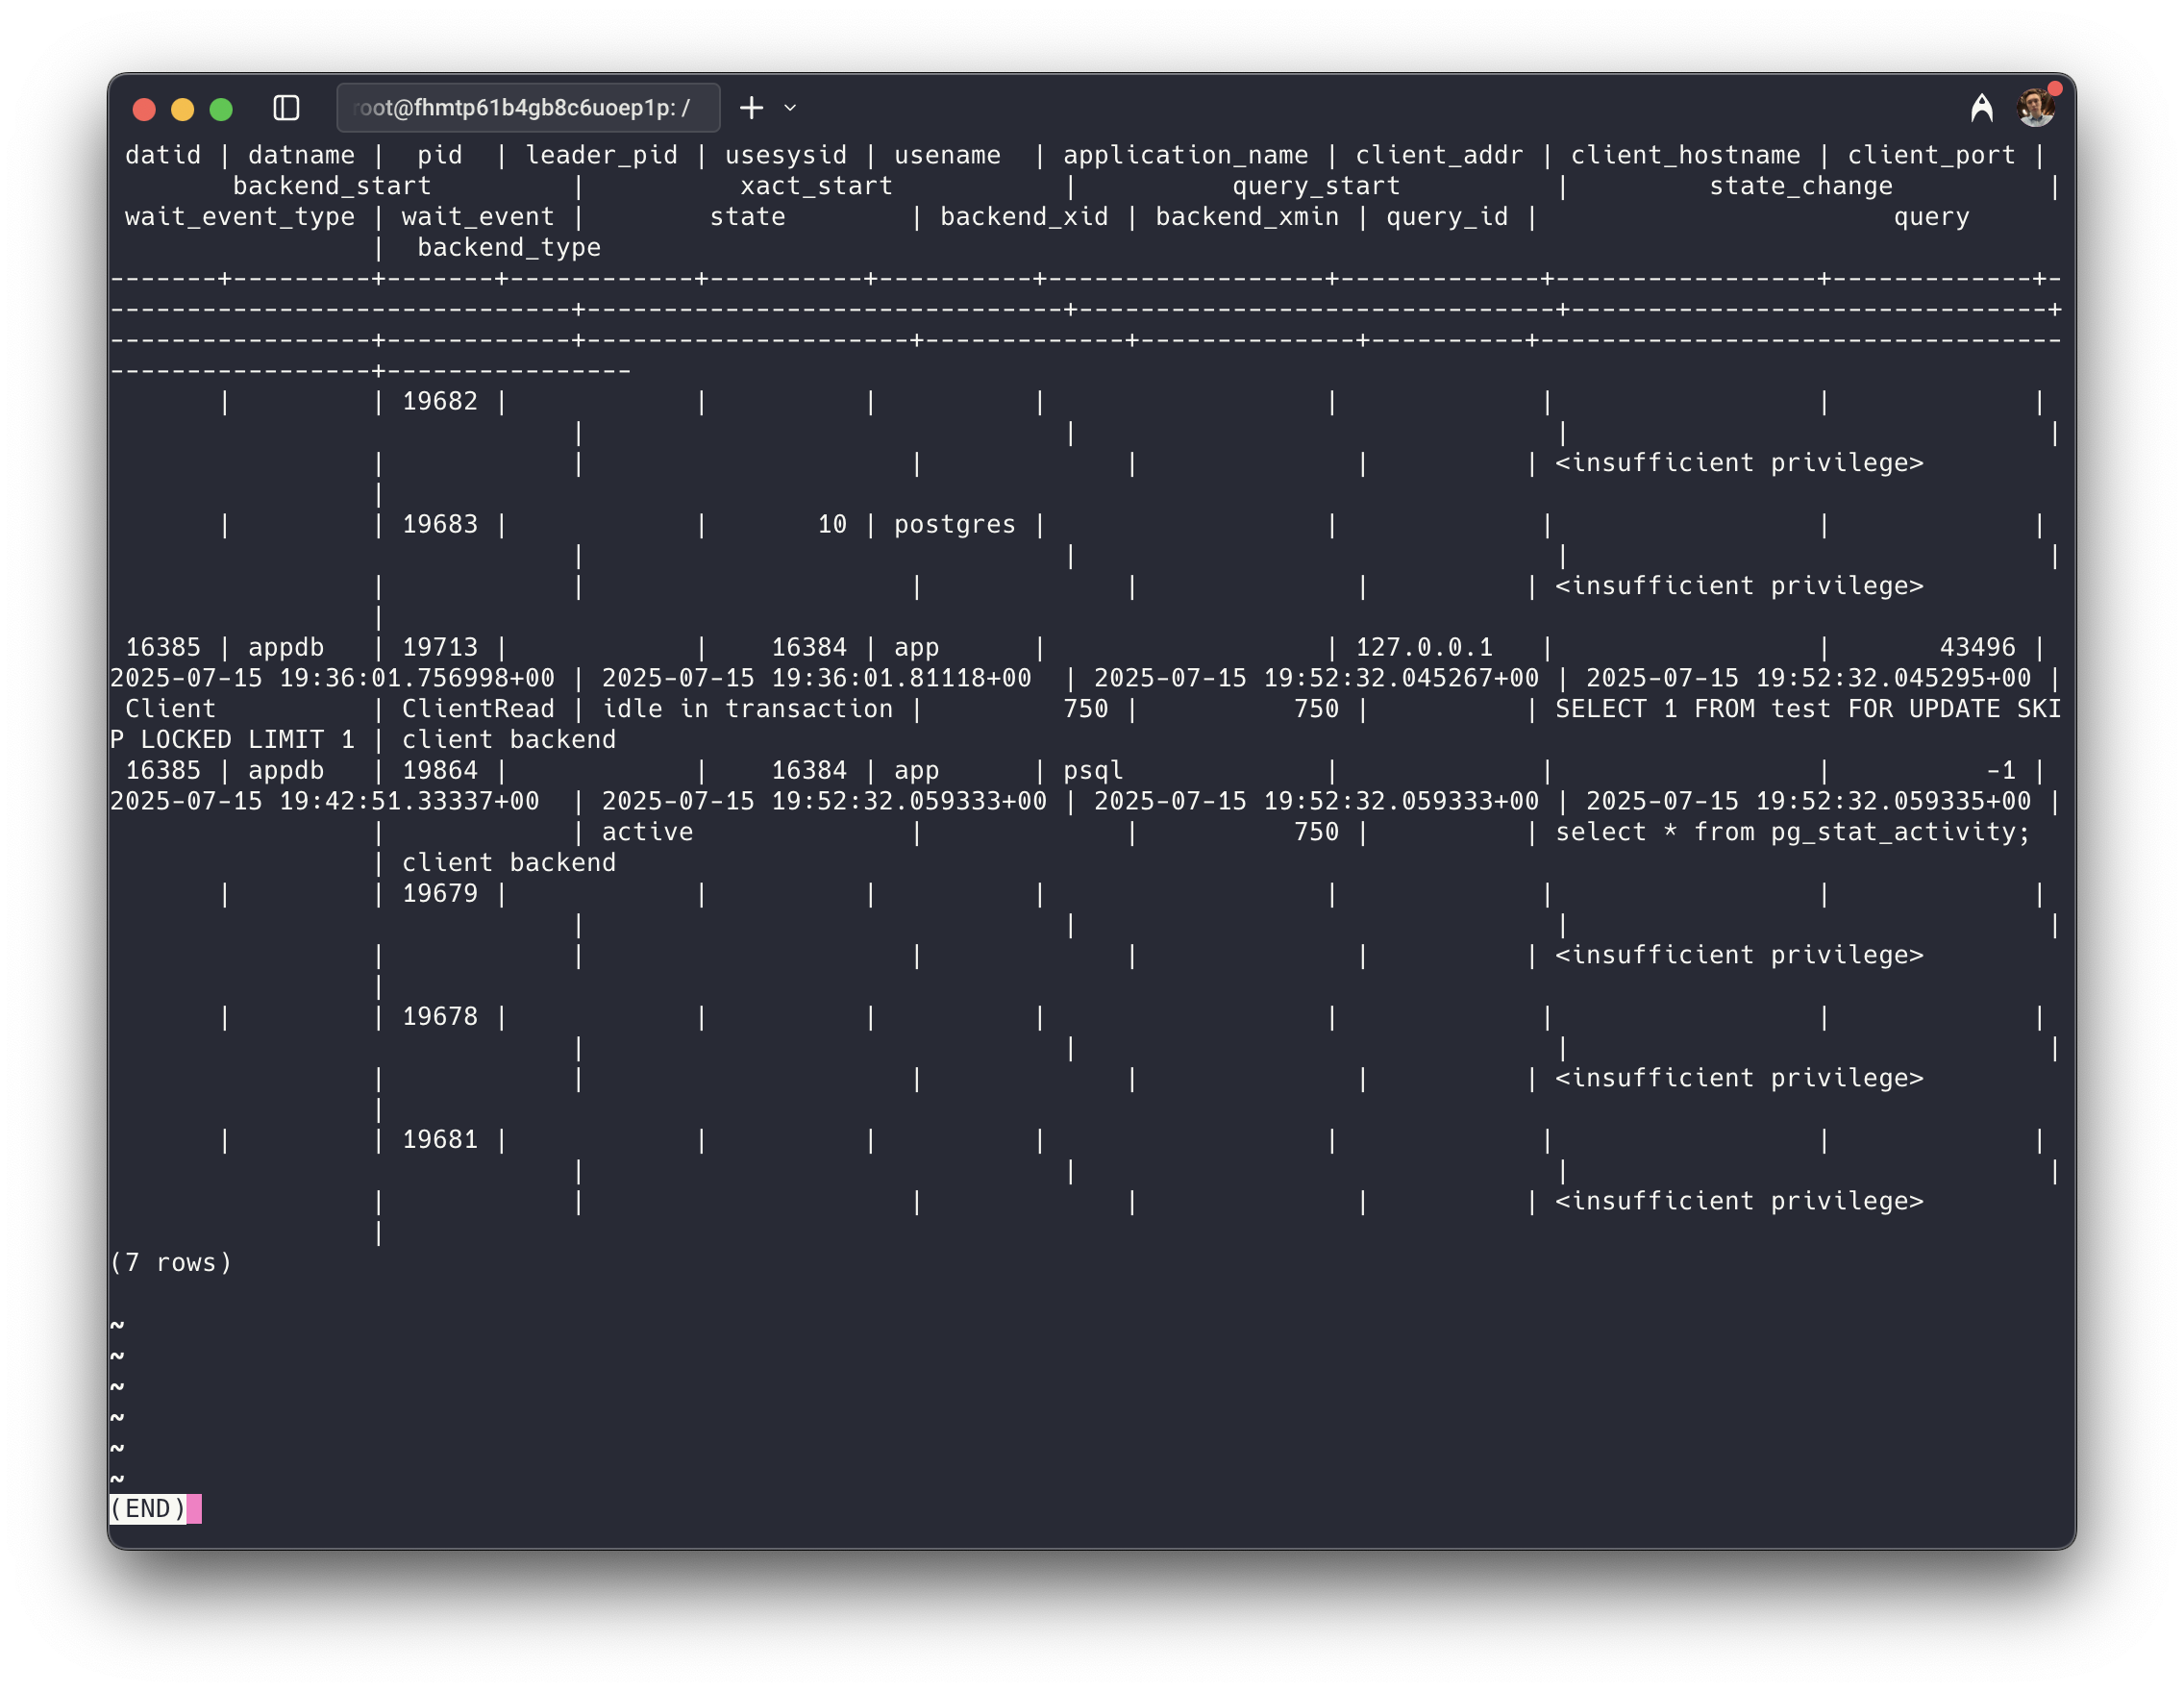 root@fhmtp61b4gb8c6uoep1p: /
 datid | datname |  pid  | leader_pid | usesysid | usename  | application_name | client_addr | client_hostname | client_port |
        backend_start         |          xact_start           |          query_start          |         state_change          |
 wait_event_type | wait_event |        state        | backend_xid | backend_xmin | query_id |                       query
                 |  backend_type
-------+---------+-------+------------+----------+----------+------------------+-------------+-----------------+-------------+-
------------------------------+-------------------------------+-------------------------------+-------------------------------+
-----------------+------------+---------------------+-------------+--------------+----------+----------------------------------
-----------------+----------------
       |         | 19682 |            |          |          |                  |             |                 |             |
                              |                               |                               |                               |
                 |            |                     |             |              |          | <insufficient privilege>
                 |
       |         | 19683 |            |       10 | postgres |                  |             |                 |             |
                              |                               |                               |                               |
                 |            |                     |             |              |          | <insufficient privilege>
                 |
 16385 | appdb   | 19713 |            |    16384 | app      |                  | 127.0.0.1   |                 |       43496 |
2025-07-15 19:36:01.756998+00 | 2025-07-15 19:36:01.81118+00  | 2025-07-15 19:52:32.045267+00 | 2025-07-15 19:52:32.045295+00 |
 Client          | ClientRead | idle in transaction |         750 |          750 |          | SELECT 1 FROM test FOR UPDATE SKI
P LOCKED LIMIT 1 | client backend
 16385 | appdb   | 19864 |            |    16384 | app      | psql             |             |                 |          -1 |
2025-07-15 19:42:51.33337+00  | 2025-07-15 19:52:32.059333+00 | 2025-07-15 19:52:32.059333+00 | 2025-07-15 19:52:32.059335+00 |
                 |            | active              |             |          750 |          | select * from pg_stat_activity;
                 | client backend
       |         | 19679 |            |          |          |                  |             |                 |             |
                              |                               |                               |                               |
                 |            |                     |             |              |          | <insufficient privilege>
                 |
       |         | 19678 |            |          |          |                  |             |                 |             |
                              |                               |                               |                               |
                 |            |                     |             |              |          | <insufficient privilege>
                 |
       |         | 19681 |            |          |          |                  |             |                 |             |
                              |                               |                               |                               |
                 |            |                     |             |              |          | <insufficient privilege>
                 |
(7 rows)
~
~
~
~
~
~
(END)